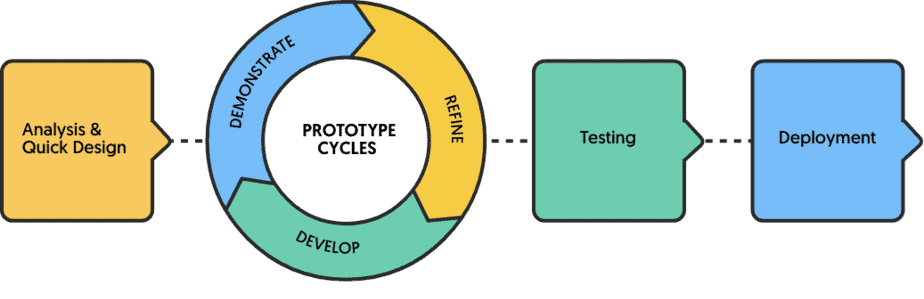 Analysis &
Quick Design
DEMONSTRATE
REFINE
DEVELOP
PROTOTYPE
CYCLES
Testing
Deployment